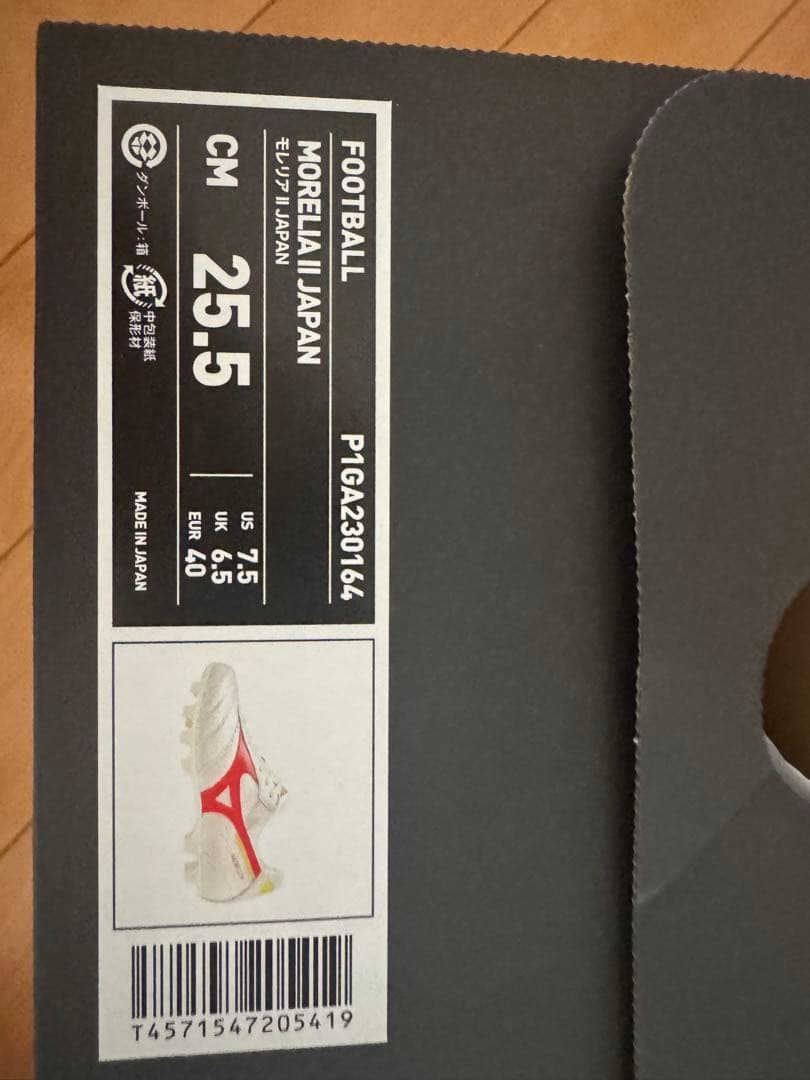 FOOTBALL P1GA230164
MORELIA II JAPAN
モレリア II JAPAN
CM 25.5
US 7.5
UK 6.5
EUR 40
ダンボール：箱
紙
中包装紙
保形材
MADE IN JAPAN
T4571547205419